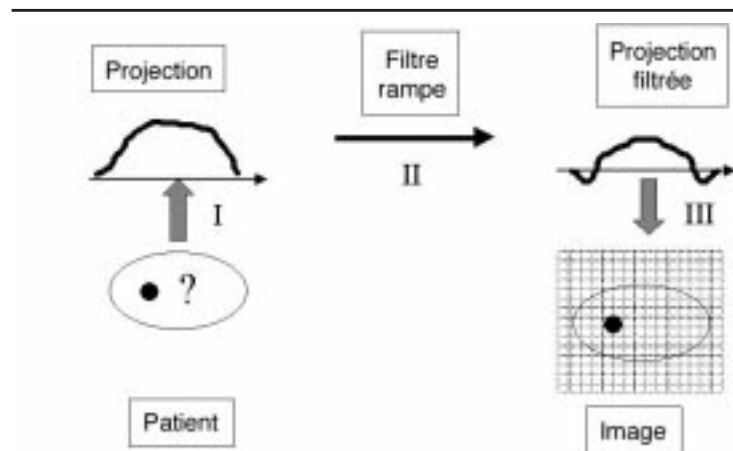 Projection
Filtre
rampe
Projection
filtrée
I
II
III
?
Patient
Image